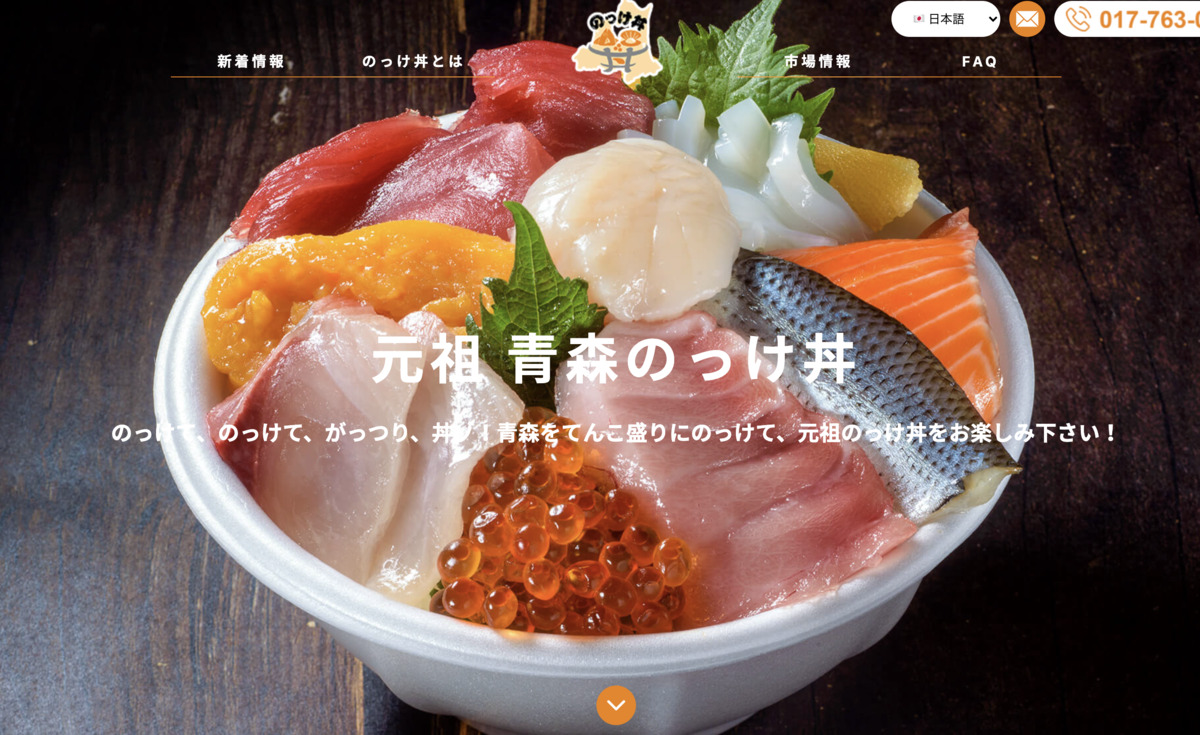 日本語
017-763-0
のっけ丼
新着情報
のっけ丼とは
市場情報
FAQ
元祖 青森のっけ丼
のっけて、のっけて、がっつり、丼！！青森をてんこ盛りにのっけて、元祖のっけ丼をお楽しみ下さい！